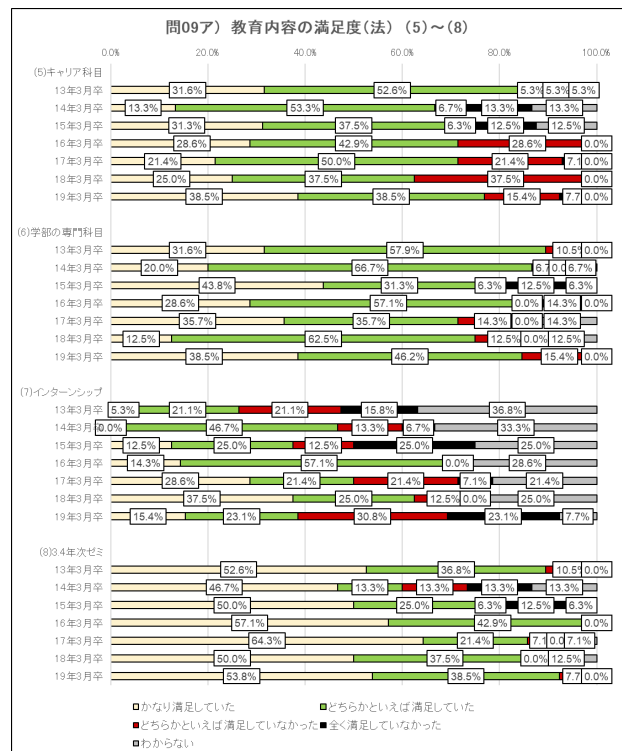 問09ア）教育内容の満足度（法）（5）～（8）
0.0% 20.0% 40.0% 60.0% 80.0% 100.0%
(5)キャリア科目
13年3月卒 31.6% 52.6% 5.3% 5.3% 5.3%
14年3月卒 13.3% 53.3% 6.7% 13.3% 13.3%
15年3月卒 31.3% 37.5% 6.3% 12.5% 12.5%
16年3月卒 28.6% 42.9% 28.6% 0.0%
17年3月卒 21.4% 50.0% 21.4% 7.1 0.0%
18年3月卒 25.0% 37.5% 37.5% 0.0%
19年3月卒 38.5% 38.5% 15.4% 7.7 0.0%
(6)学部の専門科目
13年3月卒 31.6% 57.9% 10.5% 0.0%
14年3月卒 20.0% 66.7% 6.7 0.0 6.7%
15年3月卒 43.8% 31.3% 6.3% 12.5% 6.3%
16年3月卒 28.6% 57.1% 0.0% 14.3% 0.0%
17年3月卒 35.7% 35.7% 14.3% 0.0% 14.3%
18年3月卒 12.5% 62.5% 12.5% 0.0% 12.5%
19年3月卒 38.5% 46.2% 15.4% 0.0%
(7)インターンシップ
13年3月卒 5.3% 21.1% 21.1% 15.8% 36.8%
14年3月卒 0.0% 46.7% 13.3% 6.7% 33.3%
15年3月卒 12.5% 25.0% 12.5% 25.0% 25.0%
16年3月卒 14.3% 57.1% 0.0% 28.6%
17年3月卒 28.6% 21.4% 21.4% 7.1% 21.4%
18年3月卒 37.5% 25.0% 12.5% 0.0% 25.0%
19年3月卒 15.4% 23.1% 30.8% 23.1% 7.7%
(8)3.4年次ゼミ
13年3月卒 52.6% 36.8% 10.5% 0.0%
14年3月卒 46.7% 13.3% 13.3% 13.3% 13.3%
15年3月卒 50.0% 25.0% 6.3% 12.5% 6.3%
16年3月卒 57.1% 42.9% 0.0%
17年3月卒 64.3% 21.4% 7.1 0.0 7.1%
18年3月卒 50.0% 37.5% 0.0% 12.5%
19年3月卒 53.8% 38.5% 7.7 0.0%
かなり満足していた どちらかといえば満足していた
どちらかといえば満足していなかった 全く満足していなかった
わからない